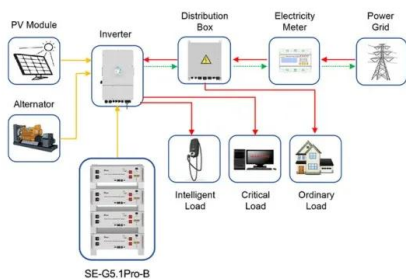 PV Module
Inverter
Distribution
Box
Electricity
Meter
Power
Grid
Alternator
Intelligent
Load
Critical
Load
Ordinary
Load
SE-G5.1Pro-B